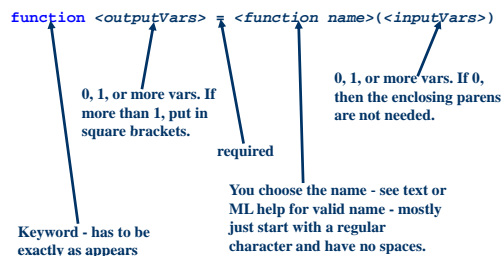 function <outputVars> = <function name>(<inputVars>)
0, 1, or more vars. If
more than 1, put in
square brackets.
0, 1, or more vars. If 0,
then the enclosing parens
are not needed.
required
You choose the name - see text or
ML help for valid name - mostly
just start with a regular
character and have no spaces.
Keyword - has to be
exactly as appears